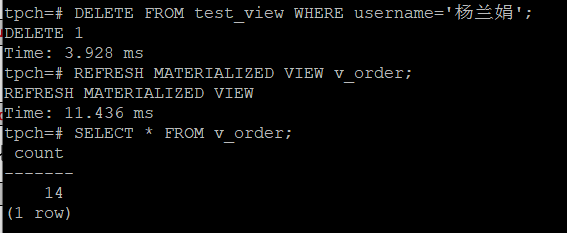 tpch=# DELETE FROM test_view WHERE username='杨兰娟';
DELETE 1
Time: 3.928 ms
tpch=# REFRESH MATERIALIZED VIEW v_order;
REFRESH MATERIALIZED VIEW
Time: 11.436 ms
tpch=# SELECT * FROM v_order;
count
-------
14
(1 row)